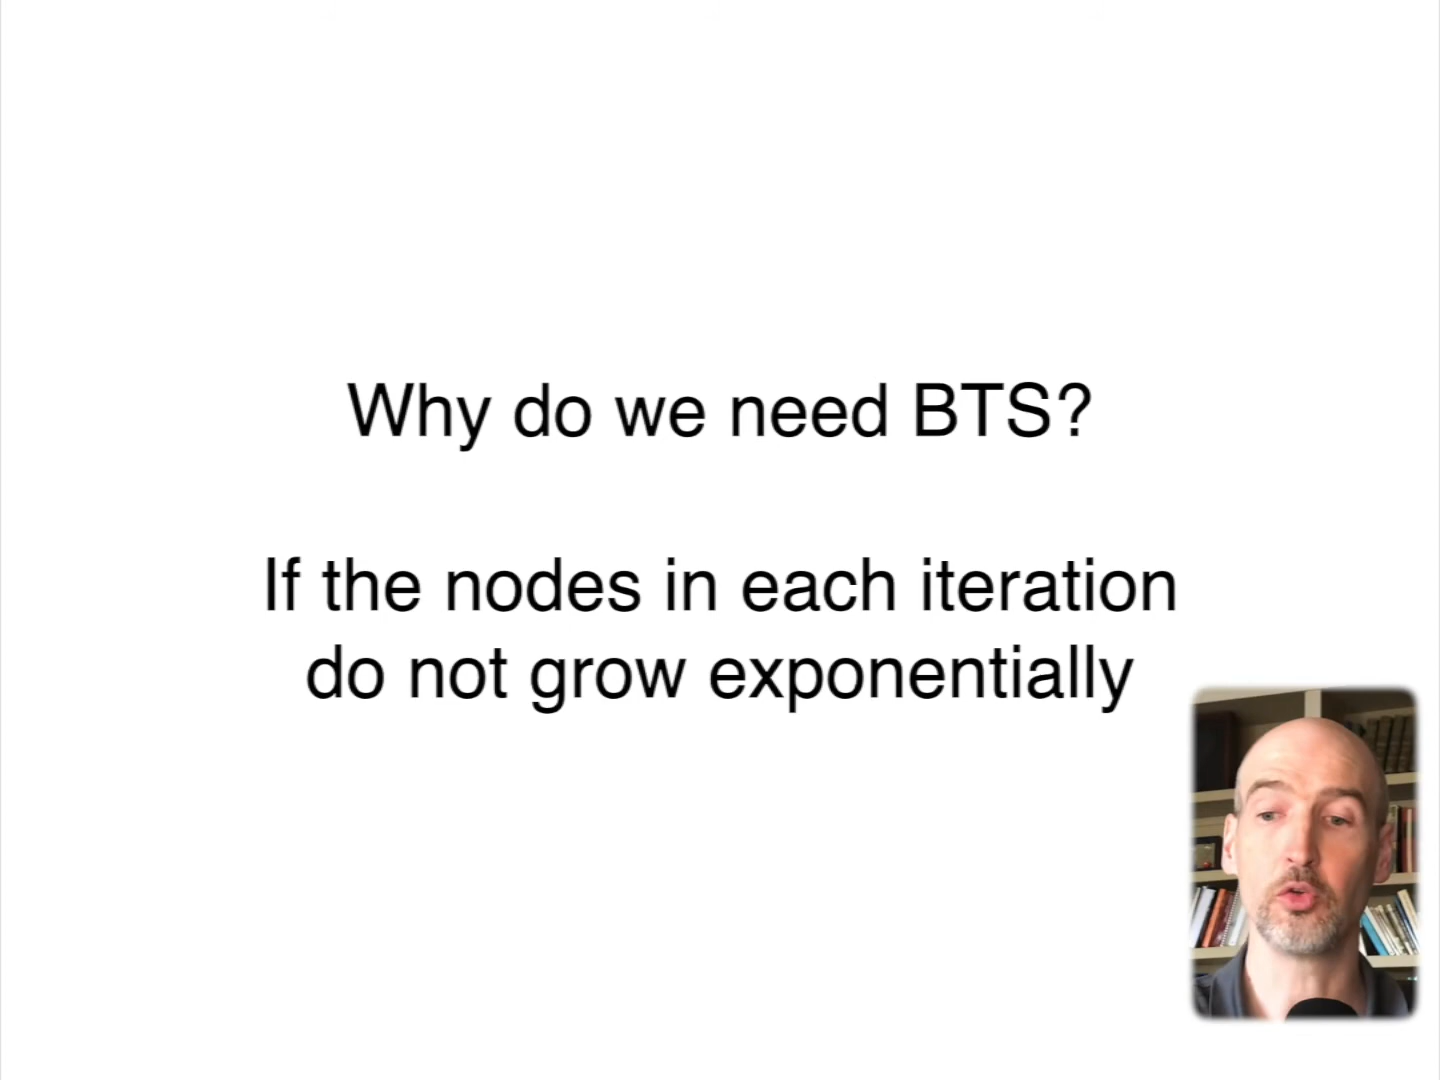 Why do we need BTS?
If the nodes in each iteration
do not grow exponentially